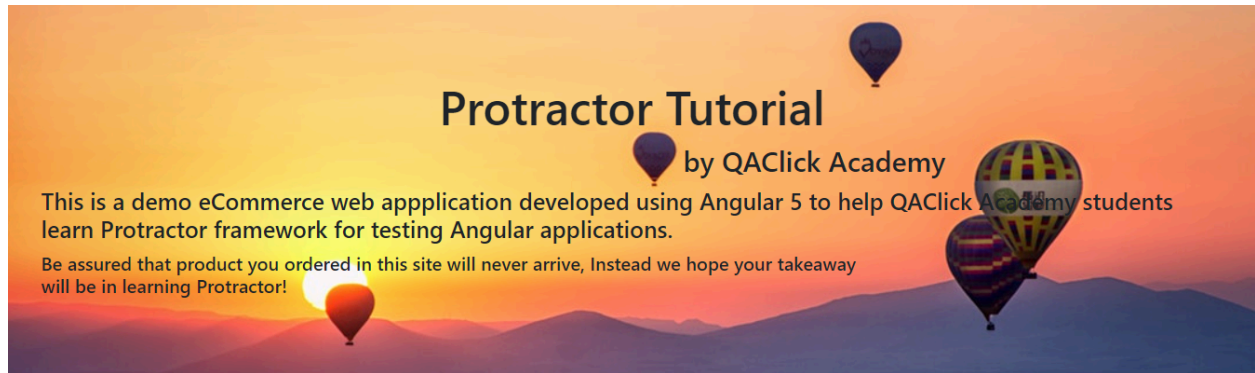 Protractor Tutorial
by QAClick Academy
This is a demo eCommerce web appplication developed using Angular 5 to help QAClick Academy students
learn Protractor framework for testing Angular applications.
Be assured that product you ordered in this site will never arrive, Instead we hope your takeaway
will be in learning Protractor!